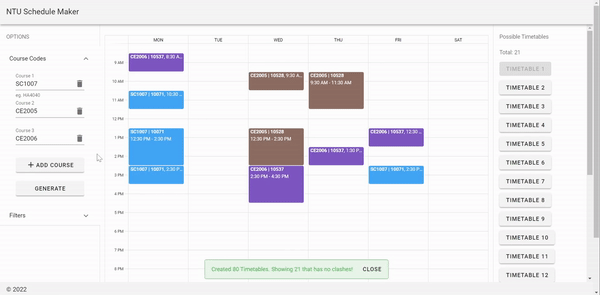 NTU Schedule Maker
OPTIONS
Course Codes
Course 1
SC1007
eg. HA4040
Course 2
CE2005
Course 3
CE2006
+ ADD COURSE
GENERATE
Filters
MON TUE WED THU FRI SAT
9 AM
10 AM
11 AM
12 PM
1 PM
2 PM
3 PM
4 PM
5 PM
6 PM
7 PM
8 PM
CE2006 | 10537, 8:30 A
SC1007 | 10071, 10:30
SC1007 | 10071
12:30 PM - 2:30 PM
SC1007 | 10071, 2:30 P
CE2005 | 10528, 9:30 A
CE2005 | 10528
12:30 PM - 2:30 PM
CE2006 | 10537
2:30 PM - 4:30 PM
CE2005 | 10528
9:30 AM - 11:30 AM
CE2006 | 10537, 1:30 P
CE2006 | 10537, 12:30
SC1007 | 10071, 2:30 P
Created 80 Timetables. Showing 21 that has no clashes!
CLOSE
Possible Timetables
Total: 21
TIMETABLE 1
TIMETABLE 2
TIMETABLE 3
TIMETABLE 4
TIMETABLE 5
TIMETABLE 6
TIMETABLE 7
TIMETABLE 8
TIMETABLE 9
TIMETABLE 10
TIMETABLE 11
TIMETABLE 12
© 2022